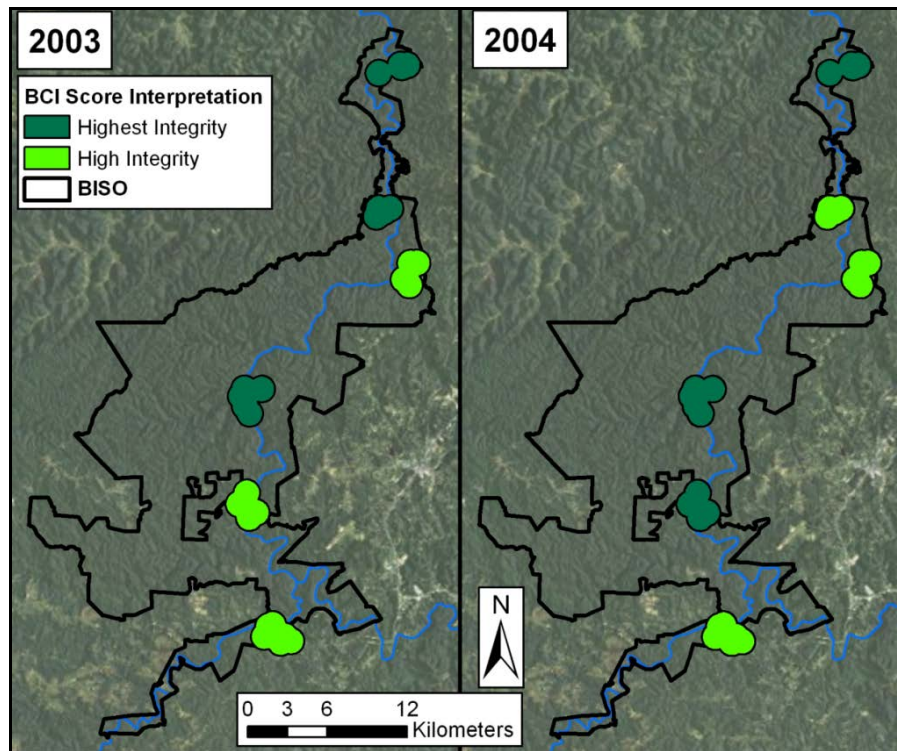 2003
BCI Score Interpretation
Highest Integrity
High Integrity
BISO
2004
N
0 3 6 12
Kilometers